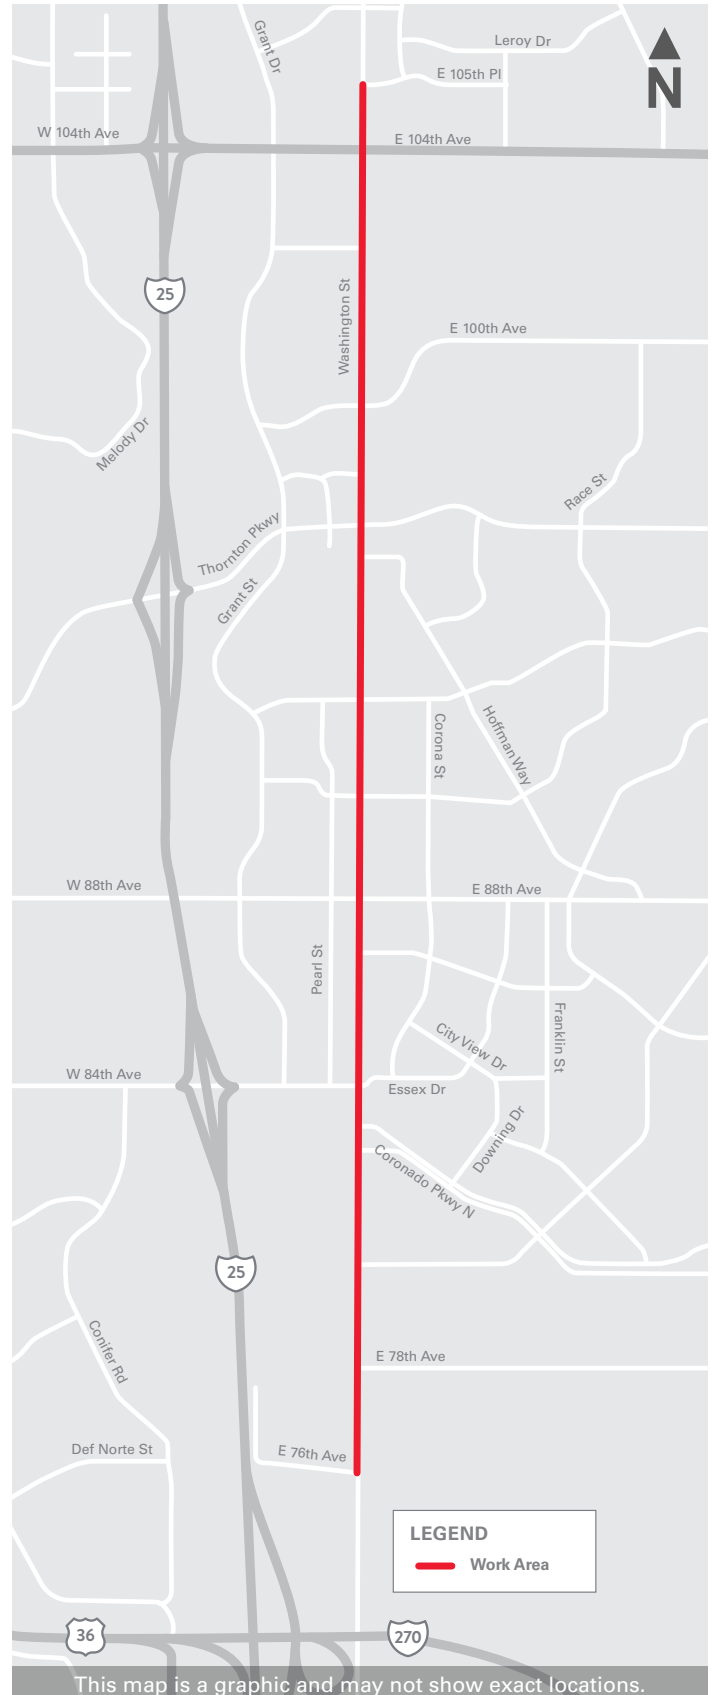 Grant Dr
Leroy Dr
E 105th Pl
N
W 104th Ave
E 104th Ave
25
Washington St
E 100th Ave
Melody Dr
Race St
Thornton Pkwy
Grant St
Corona St
Hoffman Way
W 88th Ave
E 88th Ave
Pearl St
Franklin St
City View Dr
W 84th Ave
Essex Dr
Downing Dr
Coronado Pkwy N
25
Conifer Rd
E 78th Ave
Def Norte St
E 76th Ave
LEGEND
Work Area
36
270
This map is a graphic and may not show exact locations.